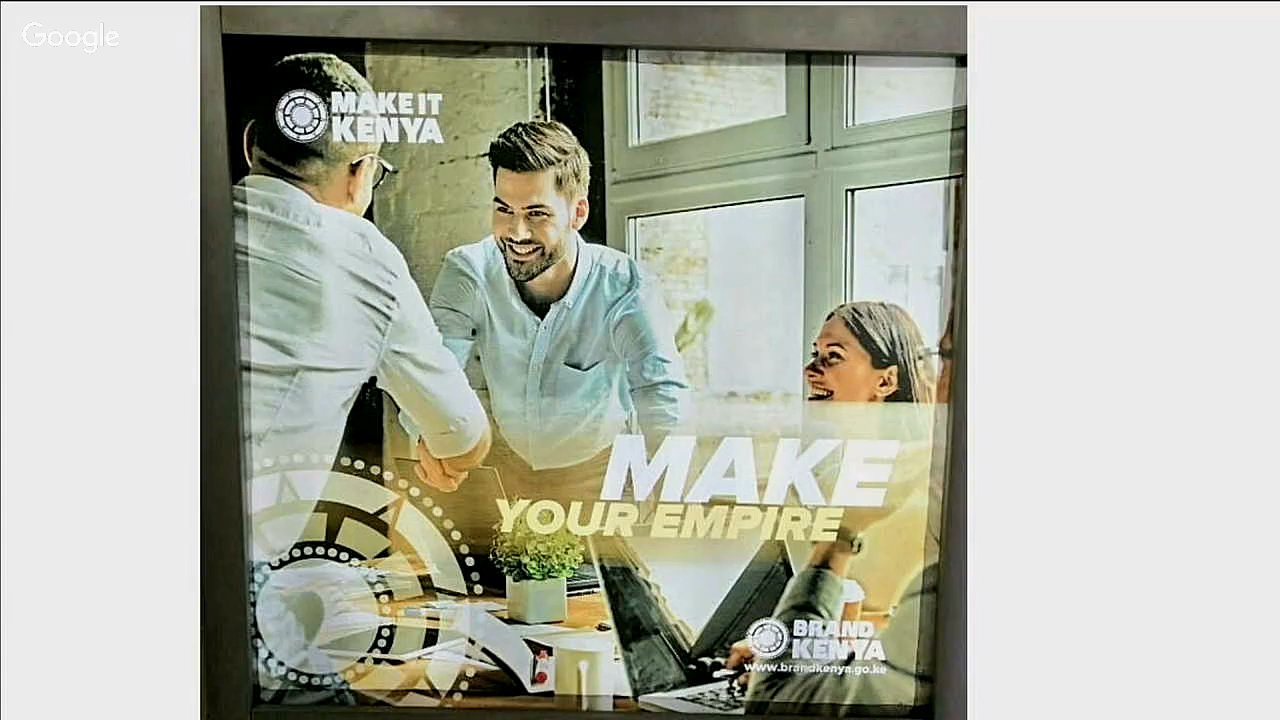 Google
MAKE IT
KENYA
MAKE
YOUR EMPIRE
BRAND
KENYA
www.brandkenya.go.ke